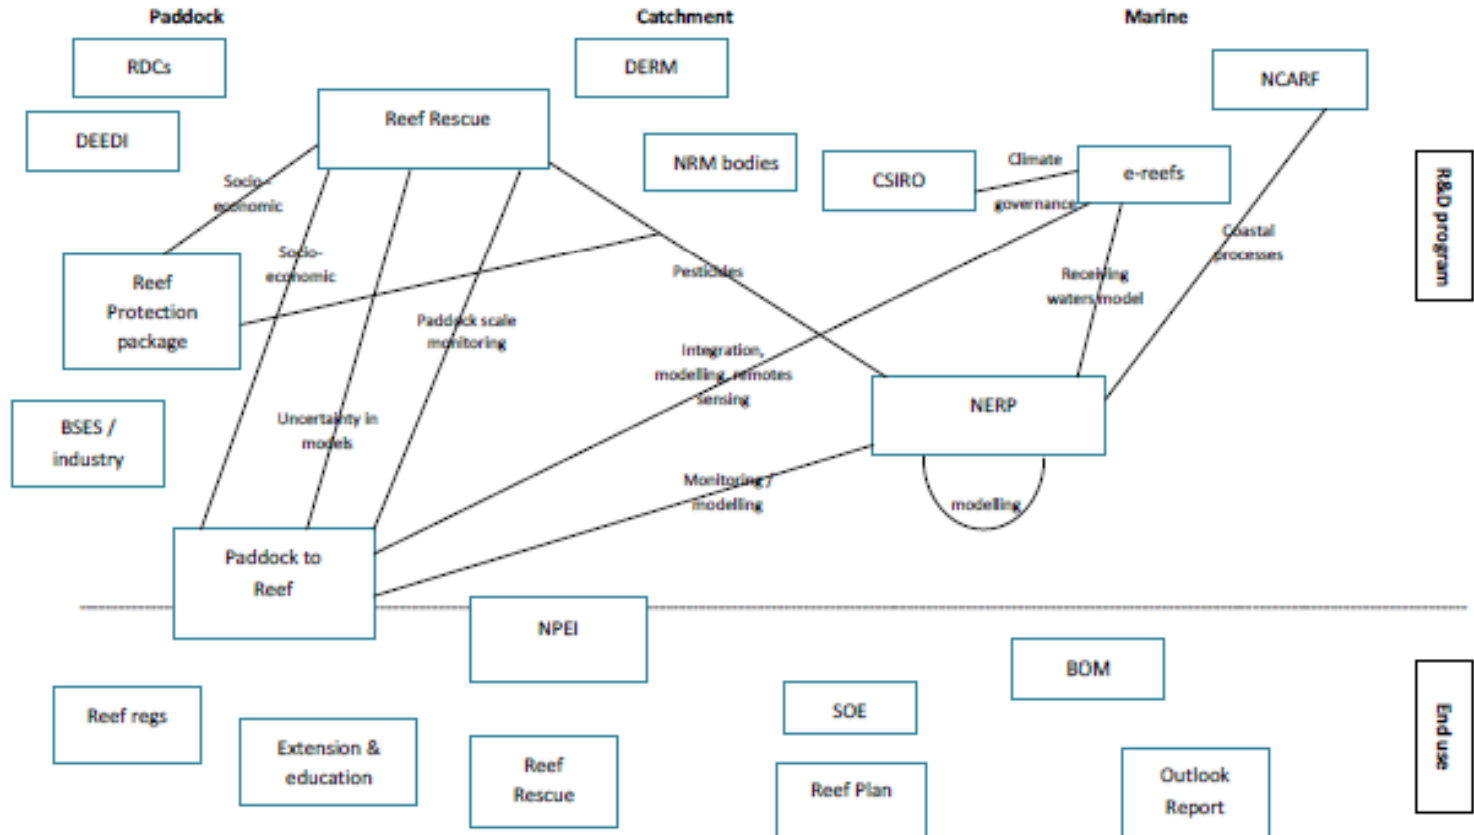 Paddock
Catchment
Marine
RDCs
DERM
NCARF
DEEDI
Reef Rescue
NRM bodies
CSIRO
Climate
governance
e-reefs
R&D program
Socio-
economic
Socio-
economic
Reef
Protection
package
Pesticides
Coastal
processes
Receiving
waters model
Paddock scale
monitoring
Integration,
modelling, remotes
sensing
BSES /
industry
Uncertainty in
models
NERP
Monitoring /
modelling
modelling
Paddock to
Reef
NPEI
BOM
Reef regs
SOE
End use
Extension &
education
Reef
Rescue
Reef Plan
Outlook
Report